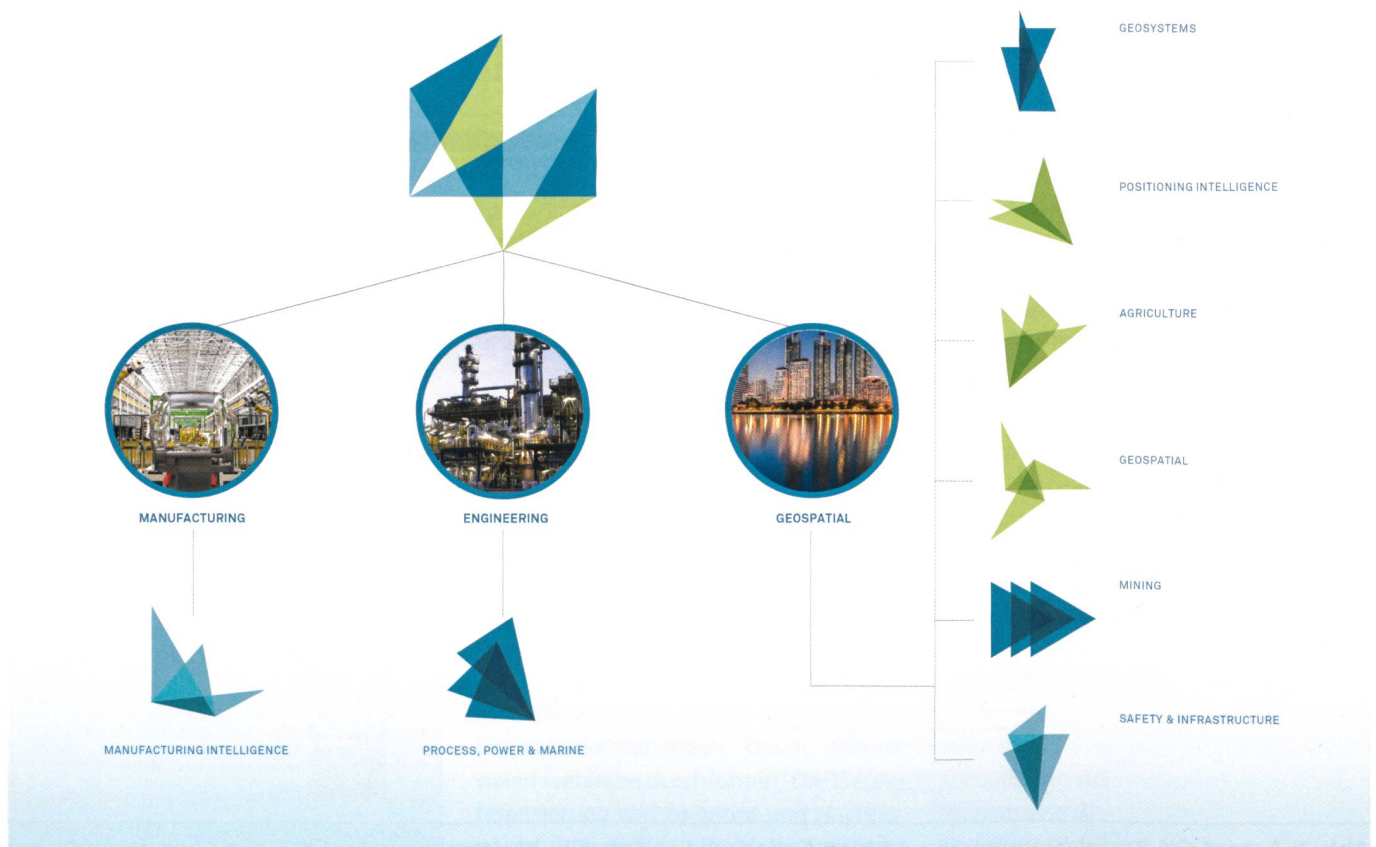 GEOSYSTEMS
POSITIONING INTELLIGENCE
AGRICULTURE
GEOSPATIAL
MINING
SAFETY & INFRASTRUCTURE
MANUFACTURING
ENGINEERING
GEOSPATIAL
MANUFACTURING INTELLIGENCE
PROCESS, POWER & MARINE